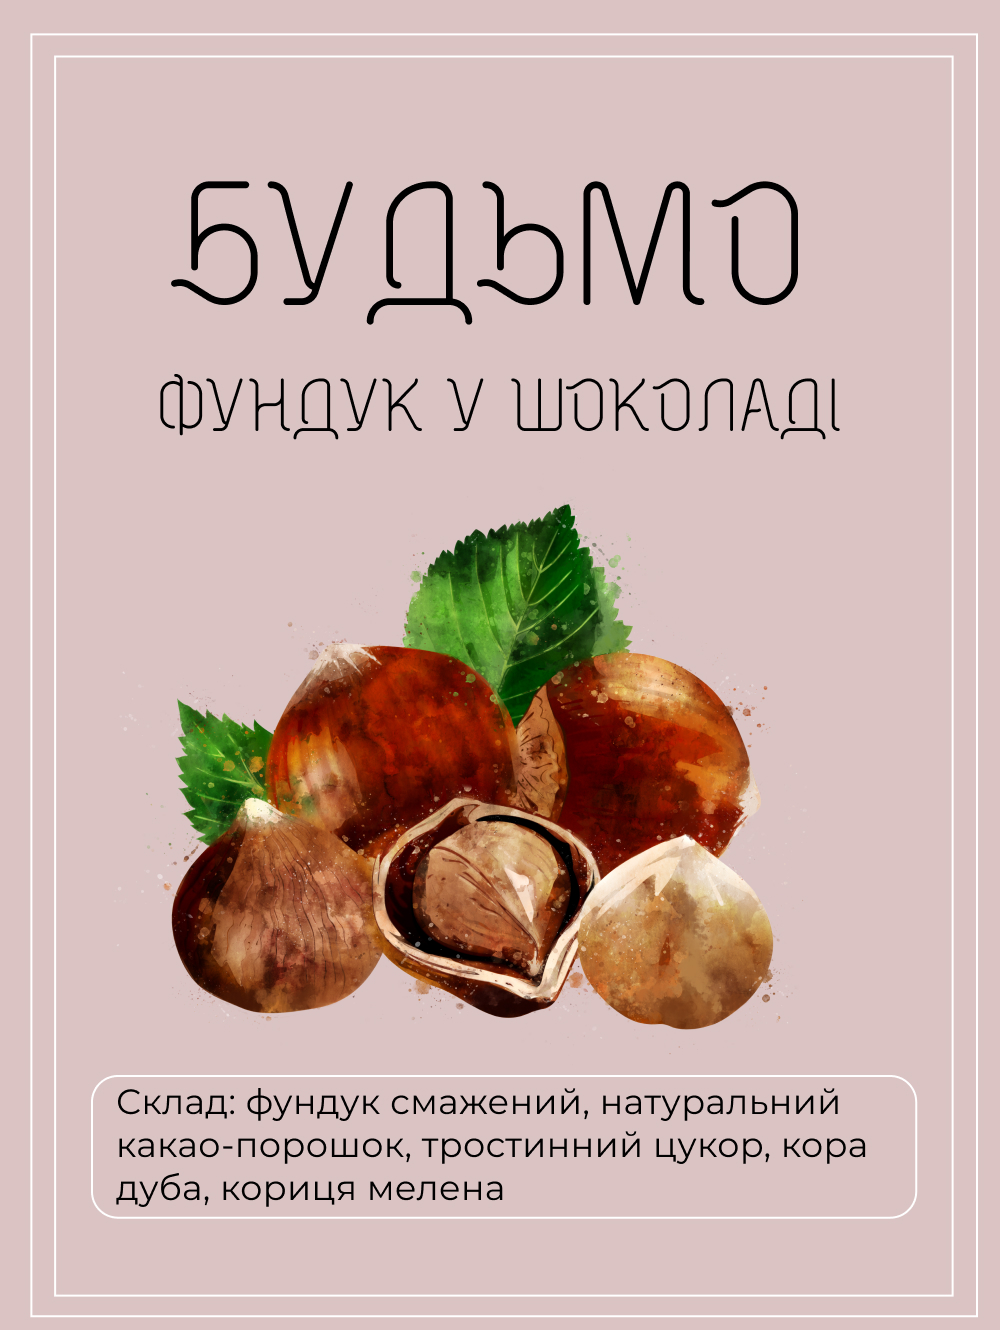 БУДЬМО
ФУНДУК У ШОКОЛАДІ
Склад: фундук смажений, натуральний
какао-порошок, тростинний цукор, кора
дуба, кориця мелена